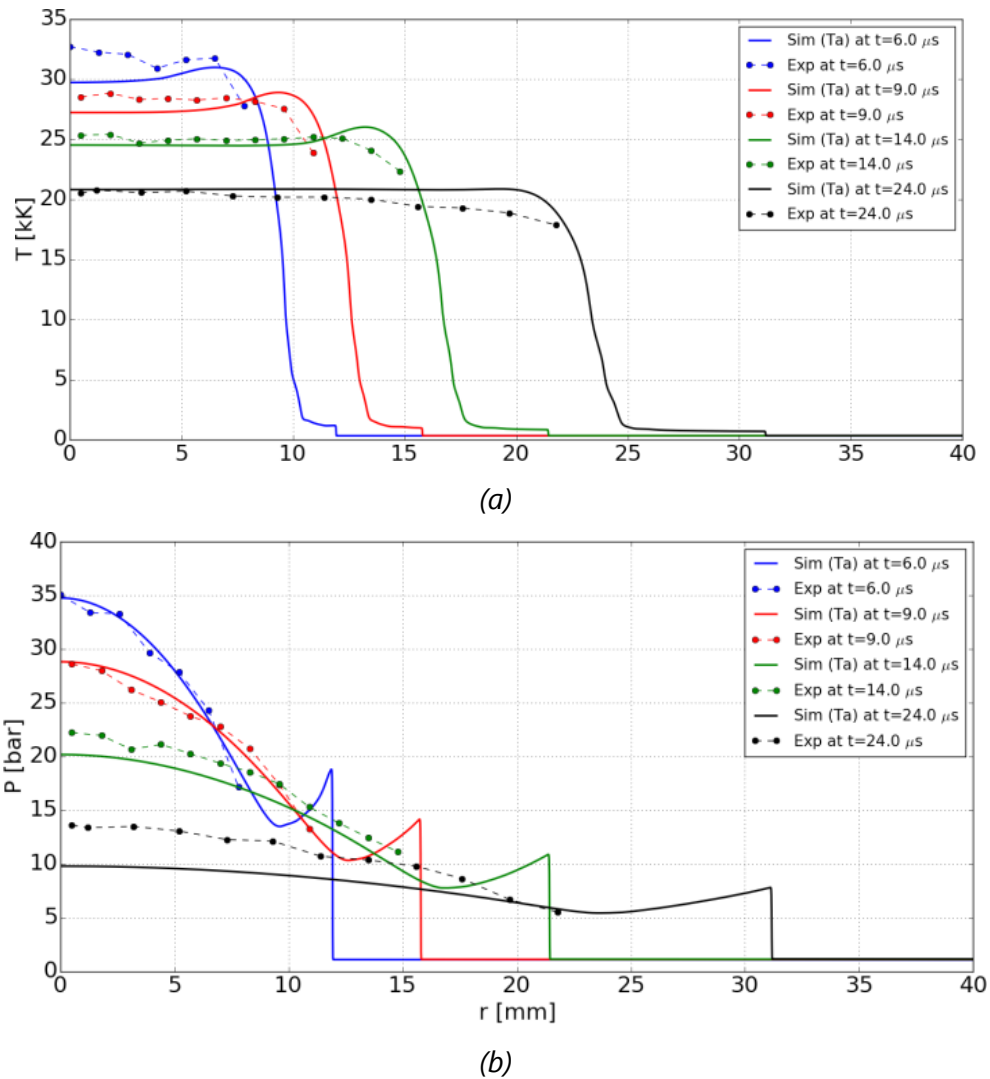 35
30
25
20
15
10
5
0
T [kK]
0 5 10 15 20 25 30 35 40
Sim (Ta) at t=6.0 μs
Exp at t=6.0 μs
Sim (Ta) at t=9.0 μs
Exp at t=9.0 μs
Sim (Ta) at t=14.0 μs
Exp at t=14.0 μs
Sim (Ta) at t=24.0 μs
Exp at t=24.0 μs
(a)
40
35
30
25
20
15
10
5
0
P [bar]
0 5 10 15 20 25 30 35 40
r [mm]
Sim (Ta) at t=6.0 μs
Exp at t=6.0 μs
Sim (Ta) at t=9.0 μs
Exp at t=9.0 μs
Sim (Ta) at t=14.0 μs
Exp at t=14.0 μs
Sim (Ta) at t=24.0 μs
Exp at t=24.0 μs
(b)